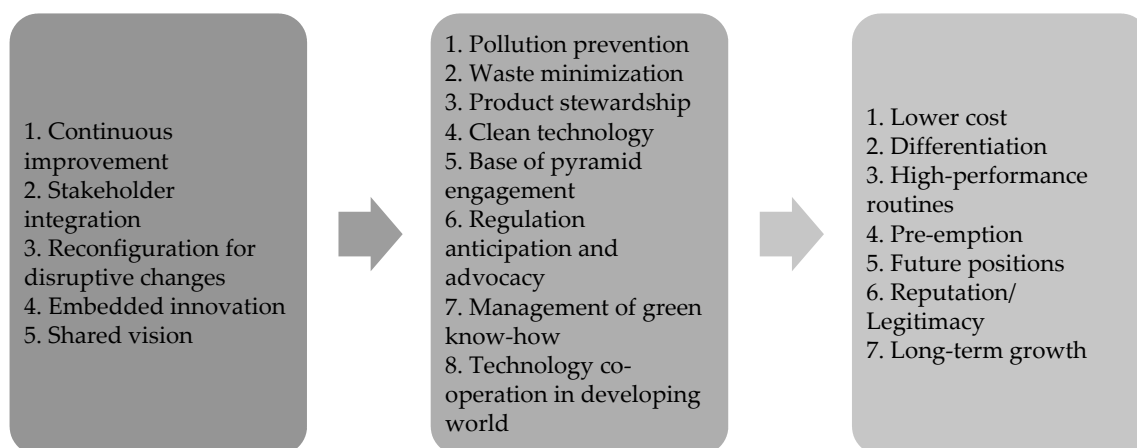 1. Continuous
improvement
2. Stakeholder
integration
3. Reconfiguration for
disruptive changes
4. Embedded innovation
5. Shared vision
1. Pollution prevention
2. Waste minimization
3. Product stewardship
4. Clean technology
5. Base of pyramid
engagement
6. Regulation
anticipation and
advocacy
7. Management of green
know-how
8. Technology co-
operation in developing
world
1. Lower cost
2. Differentiation
3. High-performance
routines
4. Pre-emption
5. Future positions
6. Reputation/
Legitimacy
7. Long-term growth